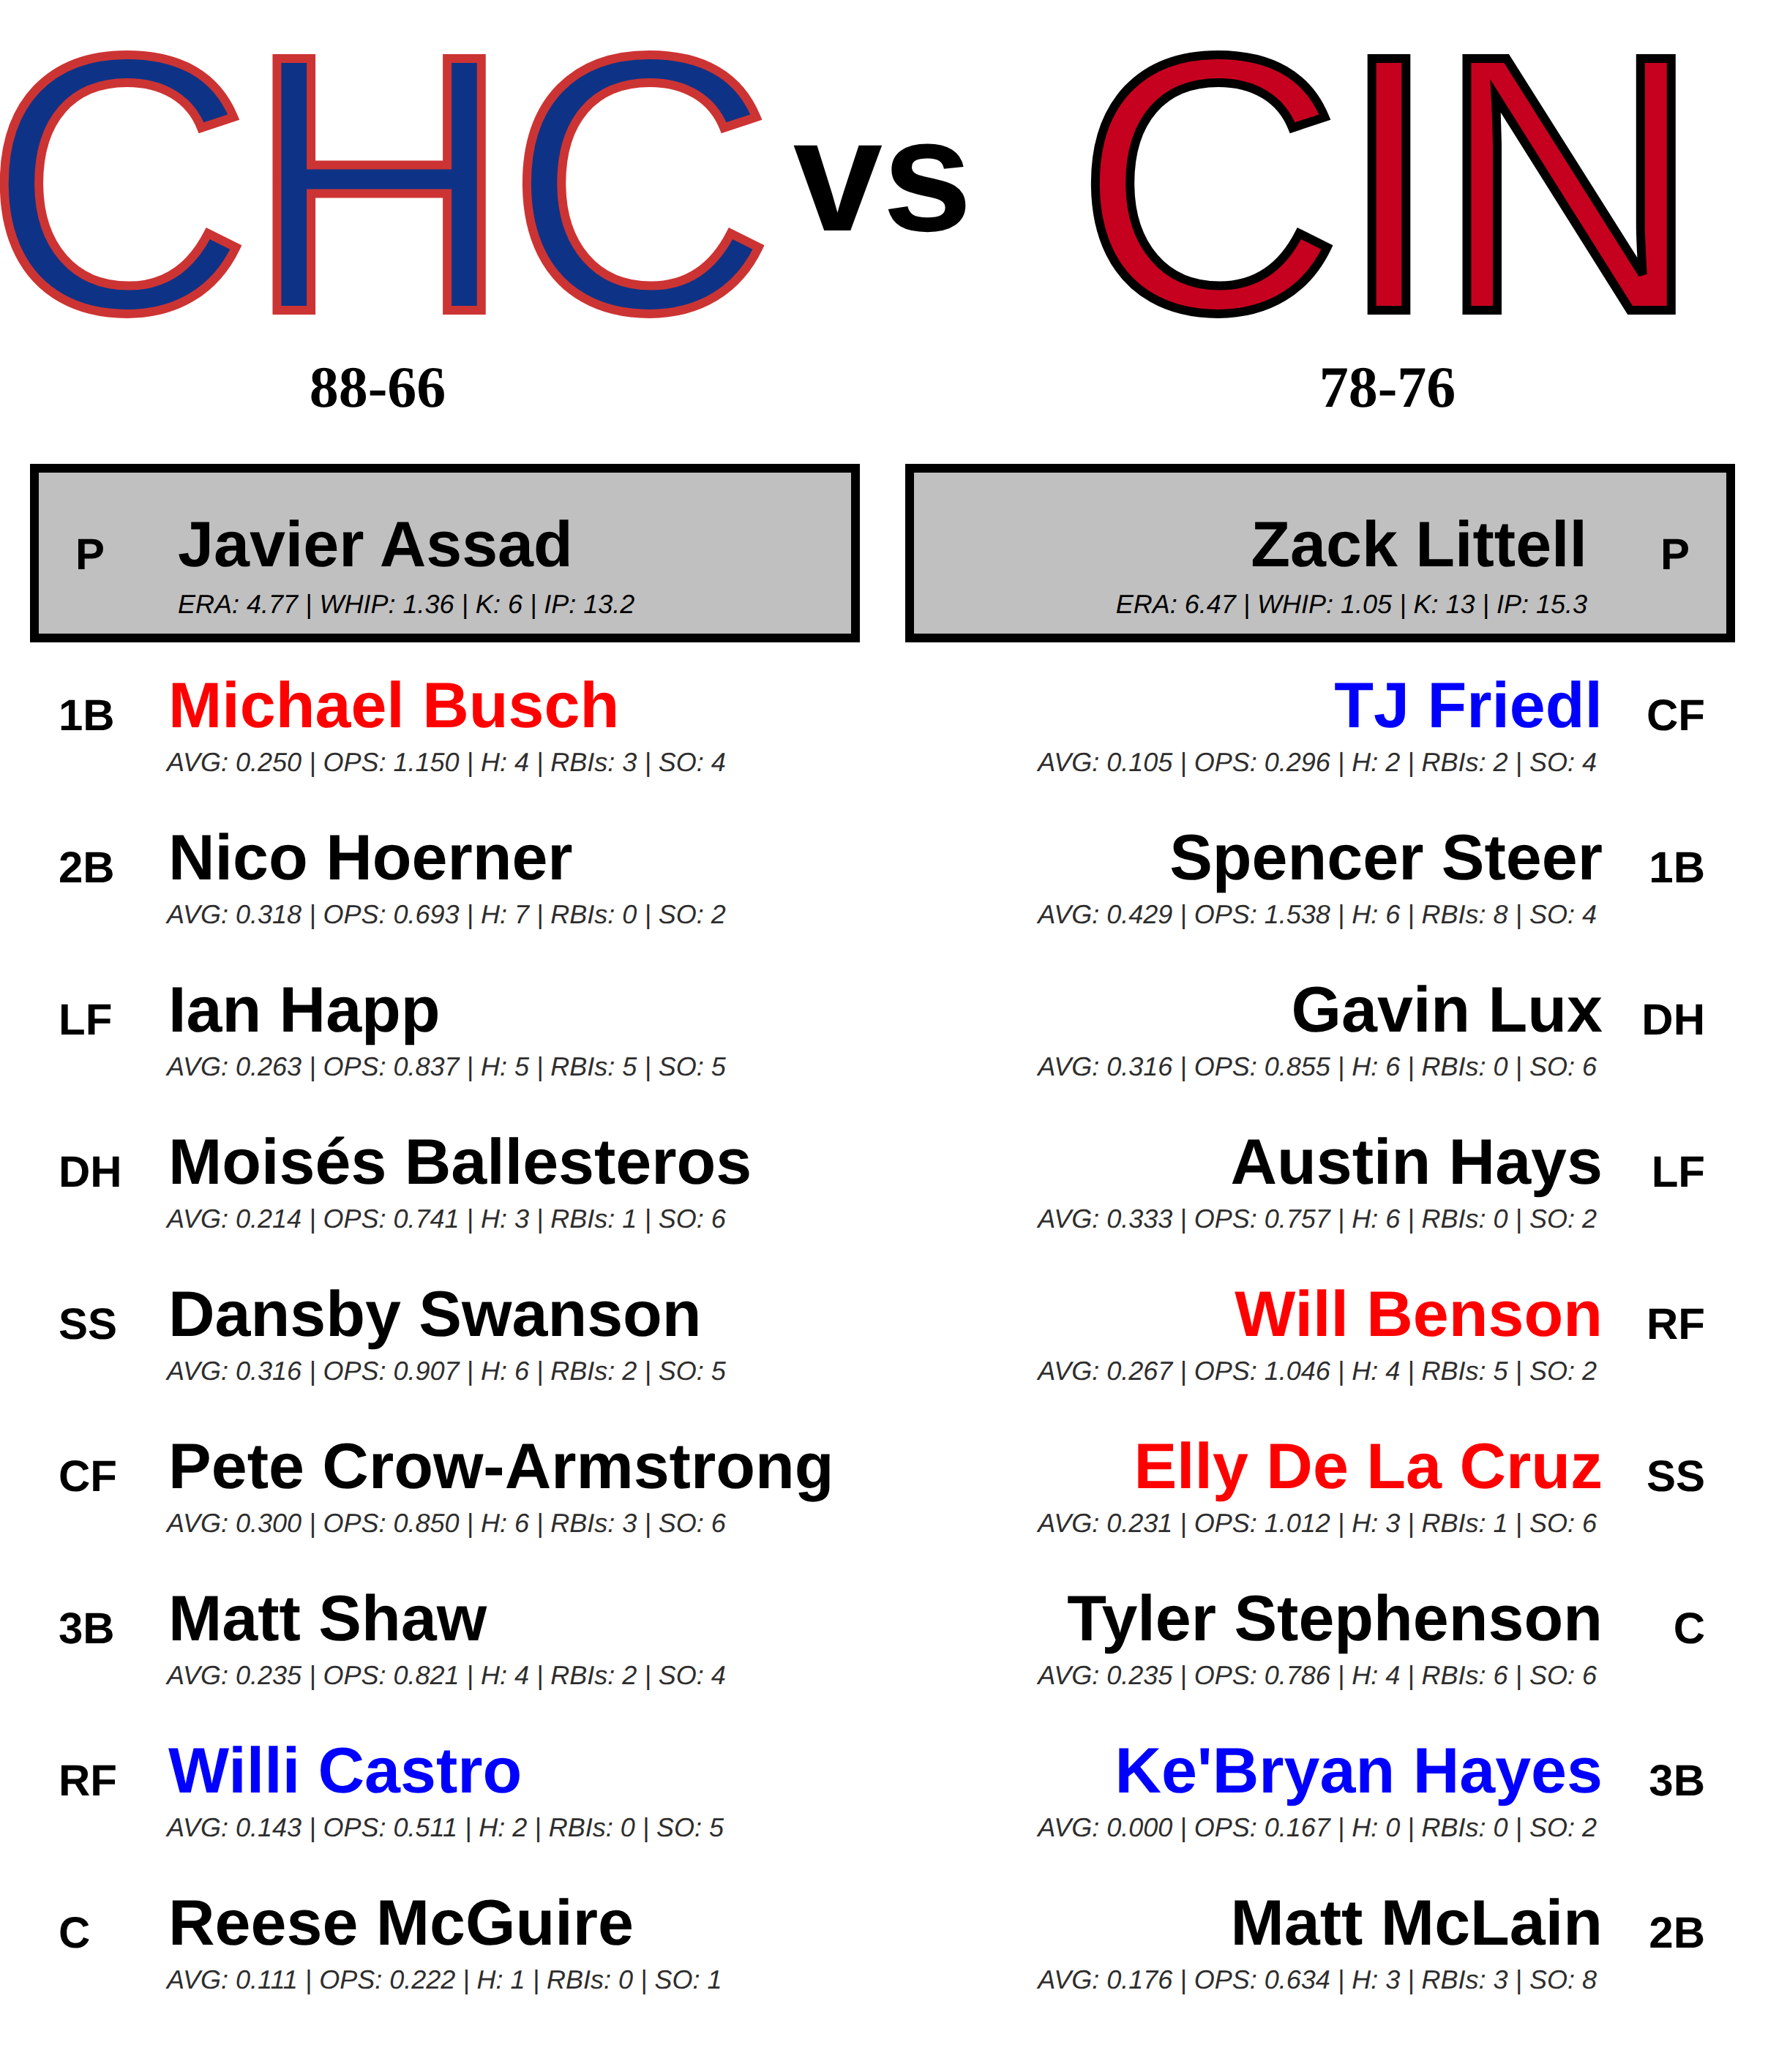 CHC vs CIN
88-66 78-76
P Javier Assad
ERA: 4.77 | WHIP: 1.36 | K: 6 | IP: 13.2
Zack Littell P
ERA: 6.47 | WHIP: 1.05 | K: 13 | IP: 15.3
1B Michael Busch
AVG: 0.250 | OPS: 1.150 | H: 4 | RBIs: 3 | SO: 4
2B Nico Hoerner
AVG: 0.318 | OPS: 0.693 | H: 7 | RBIs: 0 | SO: 2
LF Ian Happ
AVG: 0.263 | OPS: 0.837 | H: 5 | RBIs: 5 | SO: 5
DH Moisés Ballesteros
AVG: 0.214 | OPS: 0.741 | H: 3 | RBIs: 1 | SO: 6
SS Dansby Swanson
AVG: 0.316 | OPS: 0.907 | H: 6 | RBIs: 2 | SO: 5
CF Pete Crow-Armstrong
AVG: 0.300 | OPS: 0.850 | H: 6 | RBIs: 3 | SO: 6
3B Matt Shaw
AVG: 0.235 | OPS: 0.821 | H: 4 | RBIs: 2 | SO: 4
RF Willi Castro
AVG: 0.143 | OPS: 0.511 | H: 2 | RBIs: 0 | SO: 5
C Reese McGuire
AVG: 0.111 | OPS: 0.222 | H: 1 | RBIs: 0 | SO: 1
TJ Friedl CF
AVG: 0.105 | OPS: 0.296 | H: 2 | RBIs: 2 | SO: 4
Spencer Steer 1B
AVG: 0.429 | OPS: 1.538 | H: 6 | RBIs: 8 | SO: 4
Gavin Lux DH
AVG: 0.316 | OPS: 0.855 | H: 6 | RBIs: 0 | SO: 6
Austin Hays LF
AVG: 0.333 | OPS: 0.757 | H: 6 | RBIs: 0 | SO: 2
Will Benson RF
AVG: 0.267 | OPS: 1.046 | H: 4 | RBIs: 5 | SO: 2
Elly De La Cruz SS
AVG: 0.231 | OPS: 1.012 | H: 3 | RBIs: 1 | SO: 6
Tyler Stephenson C
AVG: 0.235 | OPS: 0.786 | H: 4 | RBIs: 6 | SO: 6
Ke'Bryan Hayes 3B
AVG: 0.000 | OPS: 0.167 | H: 0 | RBIs: 0 | SO: 2
Matt McLain 2B
AVG: 0.176 | OPS: 0.634 | H: 3 | RBIs: 3 | SO: 8